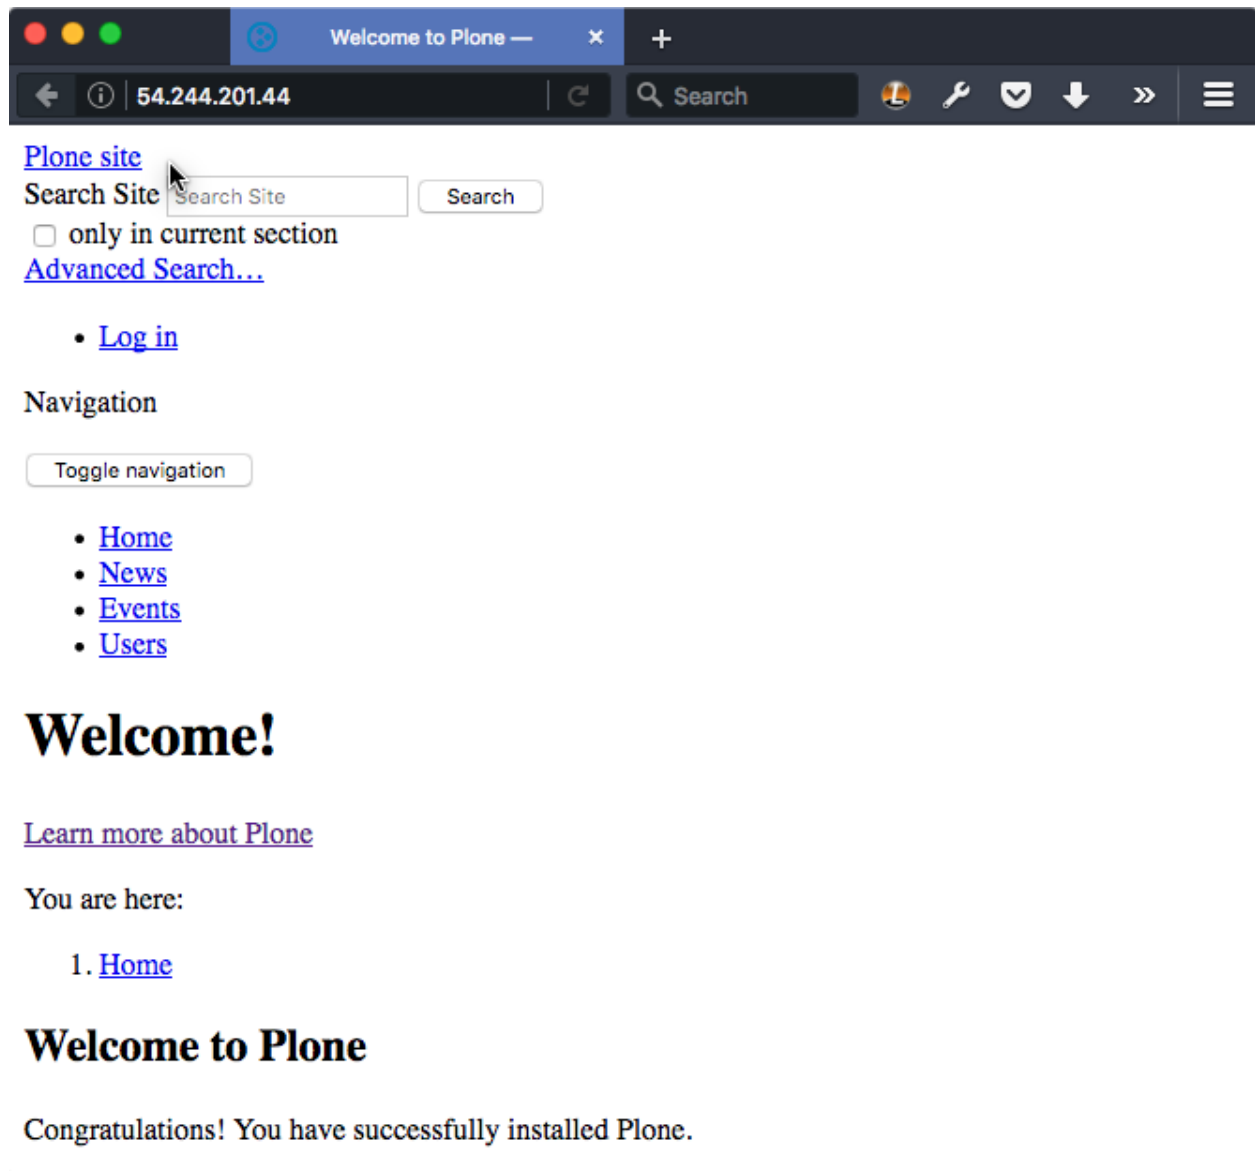 Welcome to Plone —
54.244.201.44
Search
Plone site
Search Site Search Site Search
only in current section
Advanced Search...
• Log in
Navigation
Toggle navigation
• Home
• News
• Events
• Users
Welcome!
Learn more about Plone
You are here:
1. Home
Welcome to Plone
Congratulations! You have successfully installed Plone.